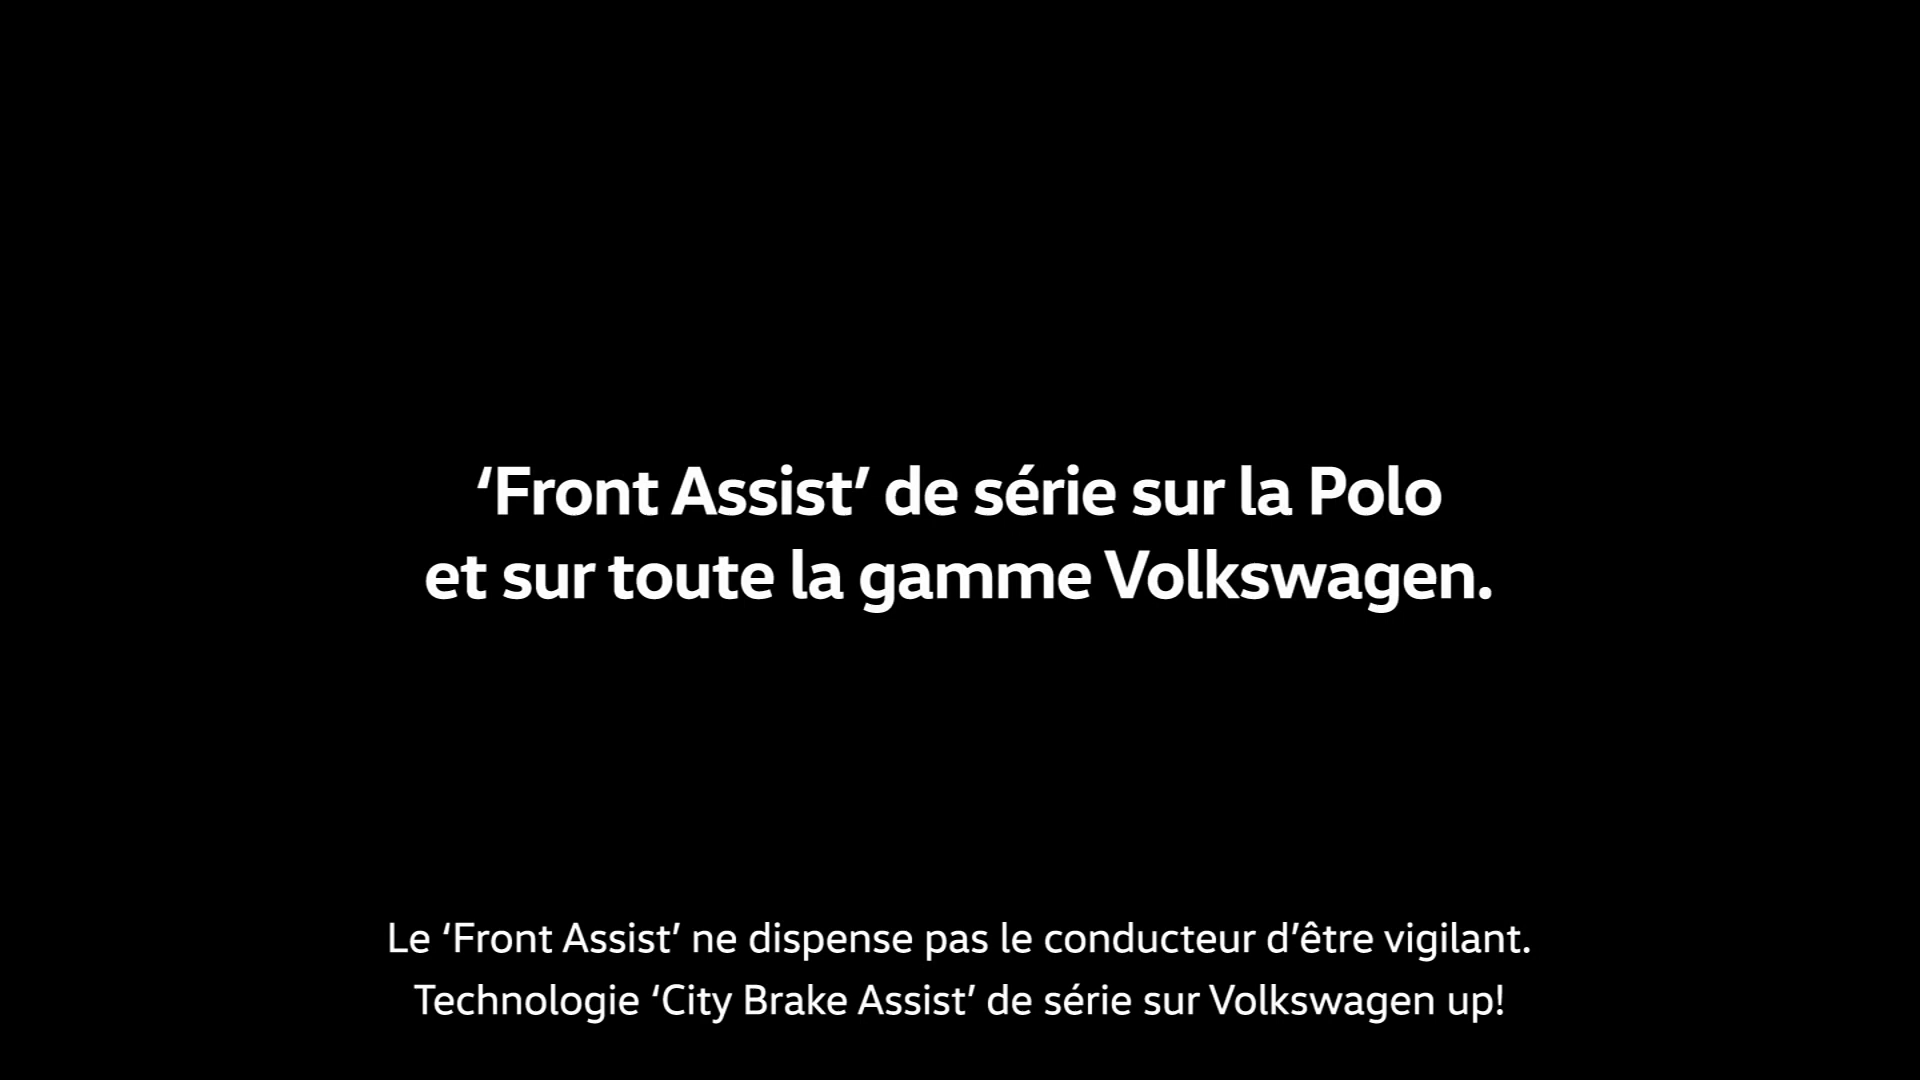 ‘Front Assist’ de série sur la Polo
et sur toute la gamme Volkswagen.
Le ‘Front Assist’ ne dispense pas le conducteur d’être vigilant.
Technologie ‘City Brake Assist’ de série sur Volkswagen up!